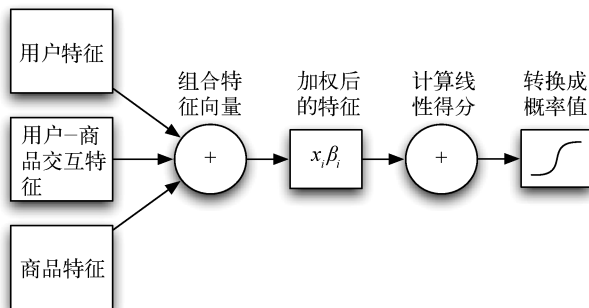 用户特征
用户–商
品交互特
征
商品特征
组合特
征向量
+
加权后
的特征
xᵢβᵢ
计算线
性得分
+
转换成
概率值